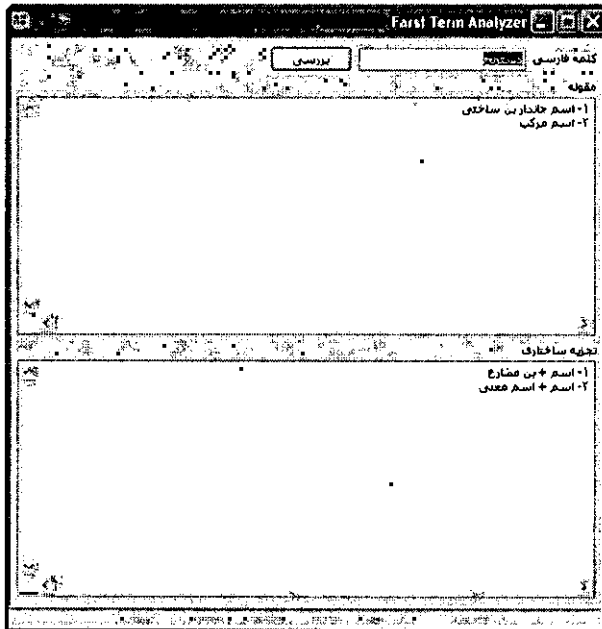 Farsi Term Analyzer
کلمه فارسی
بررسی
مقوله
۱- اسم جاندار بن ساختی
۲- اسم مرکب
تجزیه ساختاری
۱- اسم + بن مضارع
۲- اسم + اسم معنی